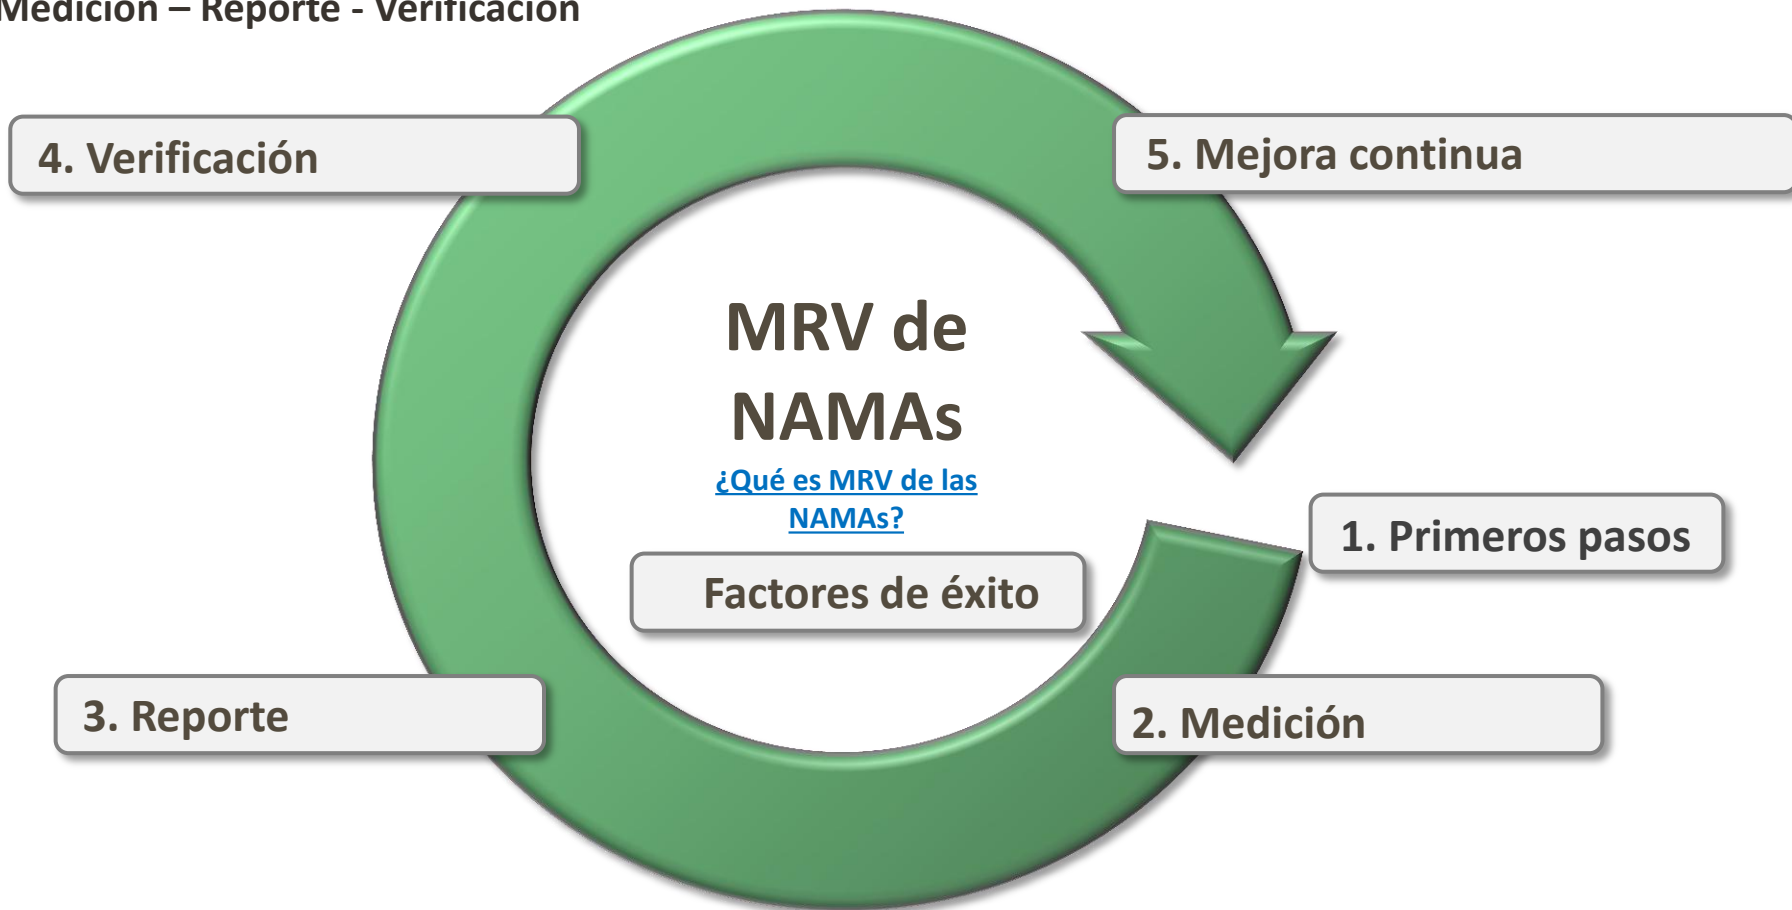 Medición – Reporte - Verificación
4. Verificación
5. Mejora continua
MRV de
NAMAs
¿Qué es MRV de las
NAMAs?
1. Primeros pasos
Factores de éxito
3. Reporte
2. Medición